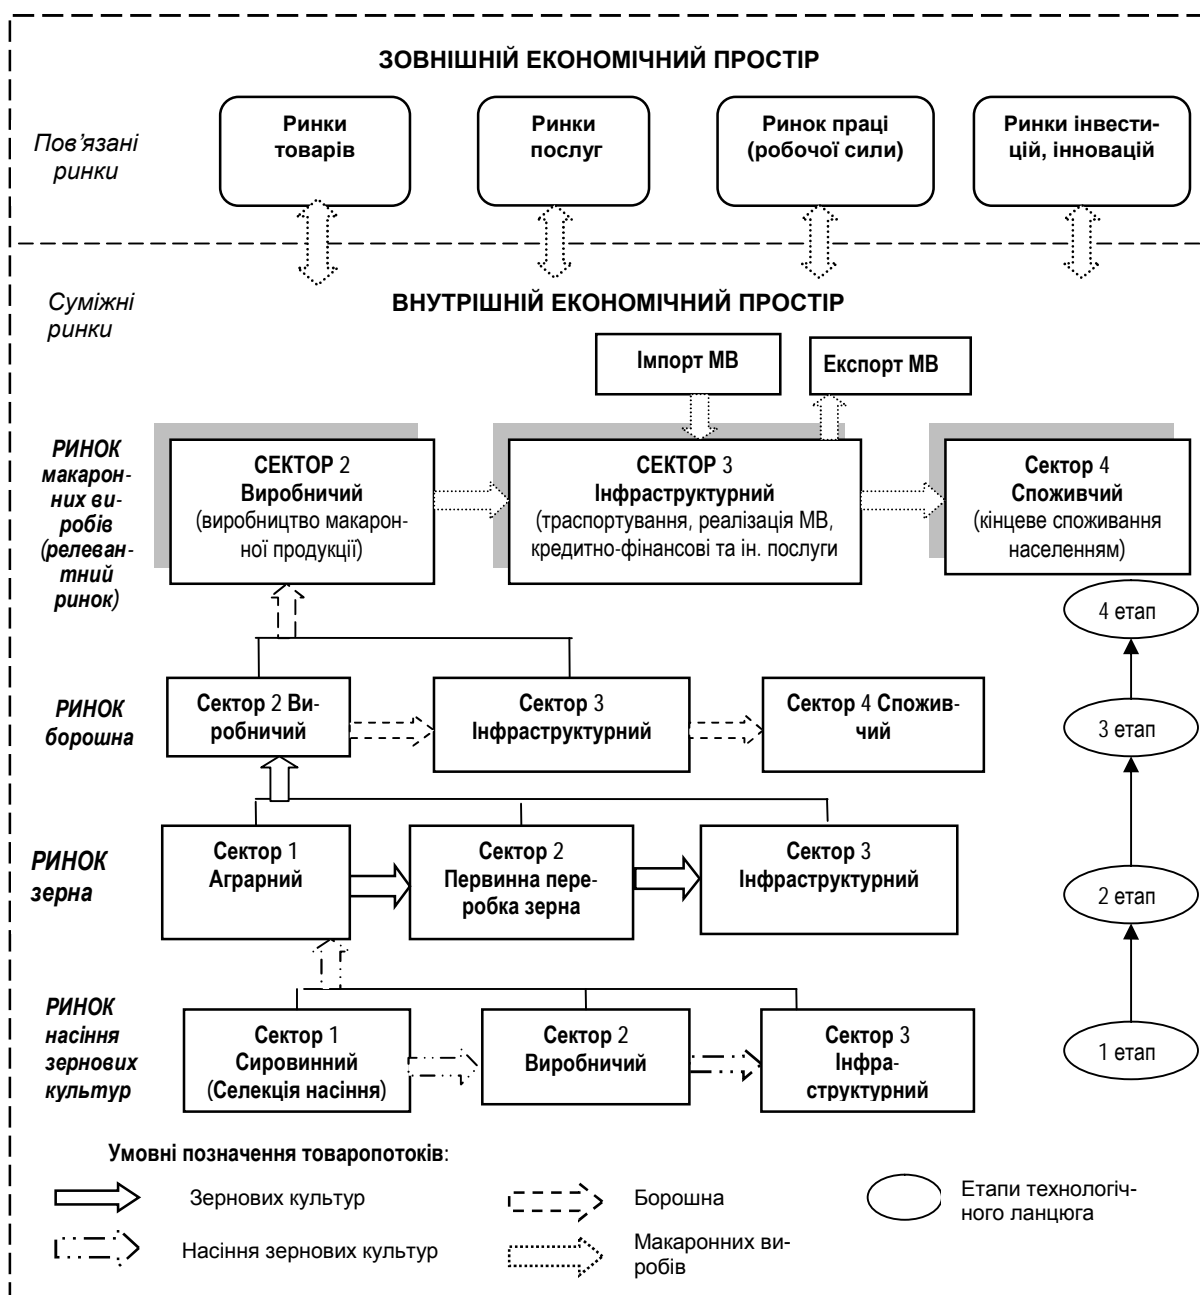 ЗОВНІШНІЙ ЕКОНОМІЧНИЙ ПРОСТІР
Пов’язані
ринки
Ринки
товарів
Ринки
послуг
Ринок праці
(робочої сили)
Ринки інвести-
цій, інновацій
Суміжні
ринки
ВНУТРІШНІЙ ЕКОНОМІЧНИЙ ПРОСТІР
Імпорт МВ
Експорт МВ
РИНОК
макарон-
них ви-
робів
(релеван-
тний
ринок)
СЕКТОР 2
Виробничий
(виробництво макарон-
ної продукції)
СЕКТОР 3
Інфраструктурний
(траспортування, реалізація МВ,
кредитно-фінансові та ін. послуги
Сектор 4
Споживчий
(кінцеве споживання
населенням)
4 етап
РИНОК
борошна
Сектор 2 Ви-
робничий
Сектор 3
Інфраструктурний
Сектор 4 Спожив-
чий
3 етап
РИНОК
зерна
Сектор 1
Аграрний
Сектор 2
Первинна пере-
робка зерна
Сектор 3
Інфраструктурний
2 етап
РИНОК
насіння
зернових
культур
Сектор 1
Сировинний
(Селекція насіння)
Сектор 2
Виробничий
Сектор 3
Інфра-
структурний
1 етап
Умовні позначення товаропотоків:
Зернових культур
Борошна
Етапи технологіч-
ного ланцюга
Насіння зернових культур
Макаронних ви-
робів